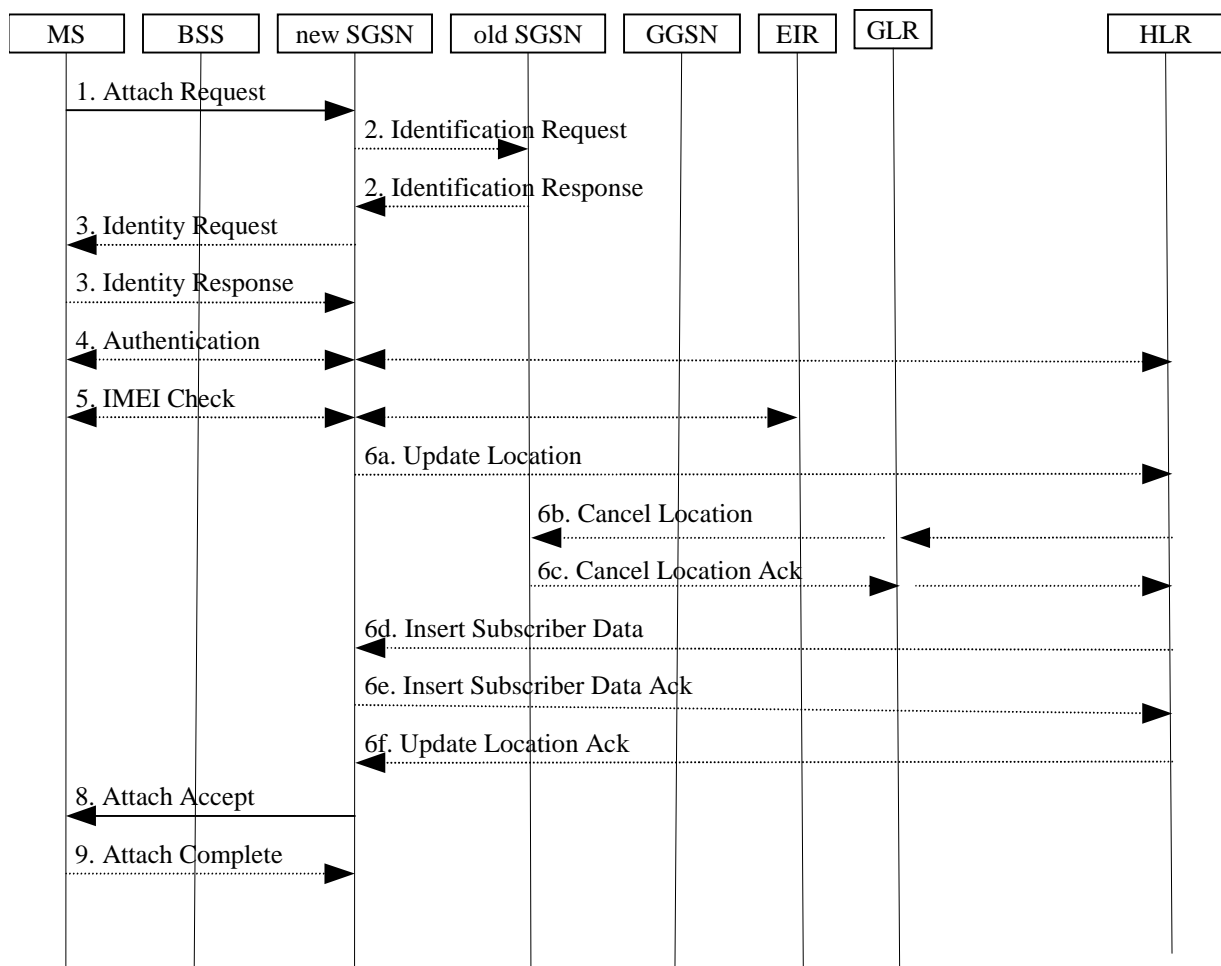 MS BSS new SGSN old SGSN GGSN EIR GLR HLR
1. Attach Request
2. Identification Request
2. Identification Response
3. Identity Request
3. Identity Response
4. Authentication
5. IMEI Check
6a. Update Location
6b. Cancel Location
6c. Cancel Location Ack
6d. Insert Subscriber Data
6e. Insert Subscriber Data Ack
6f. Update Location Ack
8. Attach Accept
9. Attach Complete